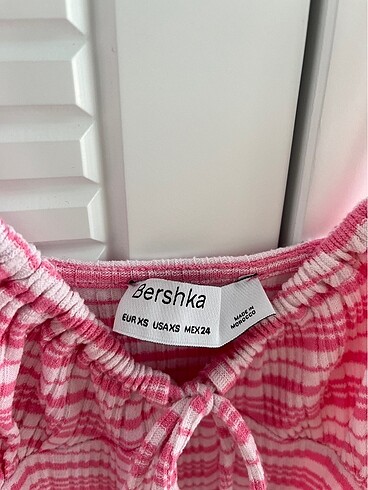 Bershka
EUR XS USA XS MEX 24
MADE IN
MOROCCO